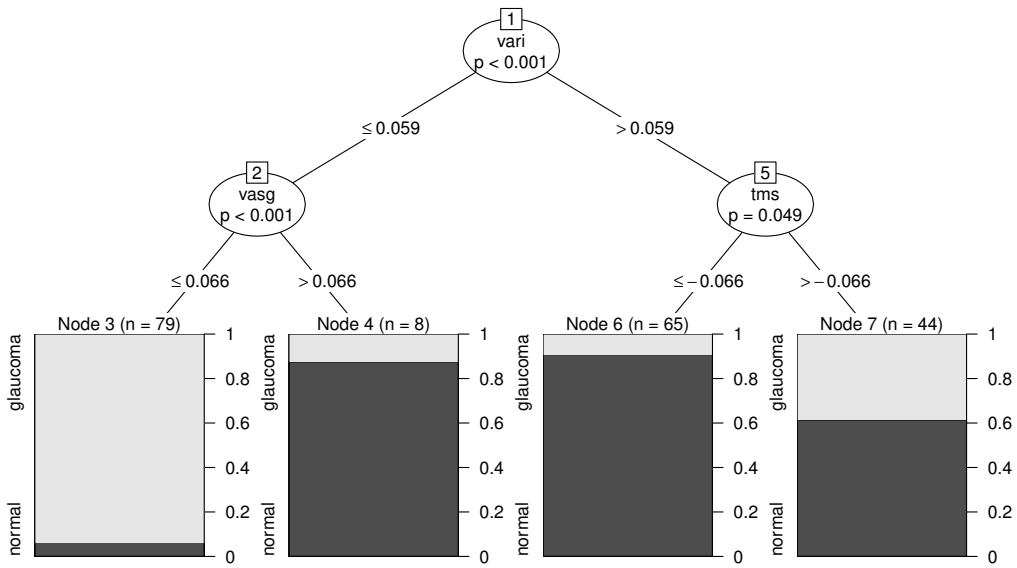 1
vari
p < 0.001
≤ 0.059
> 0.059
2
vasg
p < 0.001
5
tms
p = 0.049
≤ 0.066
> 0.066
≤ −0.066
> −0.066
Node 3 (n = 79)
normal
glaucoma
0
0.2
0.4
0.6
0.8
1
Node 4 (n = 8)
normal
glaucoma
0
0.2
0.4
0.6
0.8
1
Node 6 (n = 65)
normal
glaucoma
0
0.2
0.4
0.6
0.8
1
Node 7 (n = 44)
normal
glaucoma
0
0.2
0.4
0.6
0.8
1